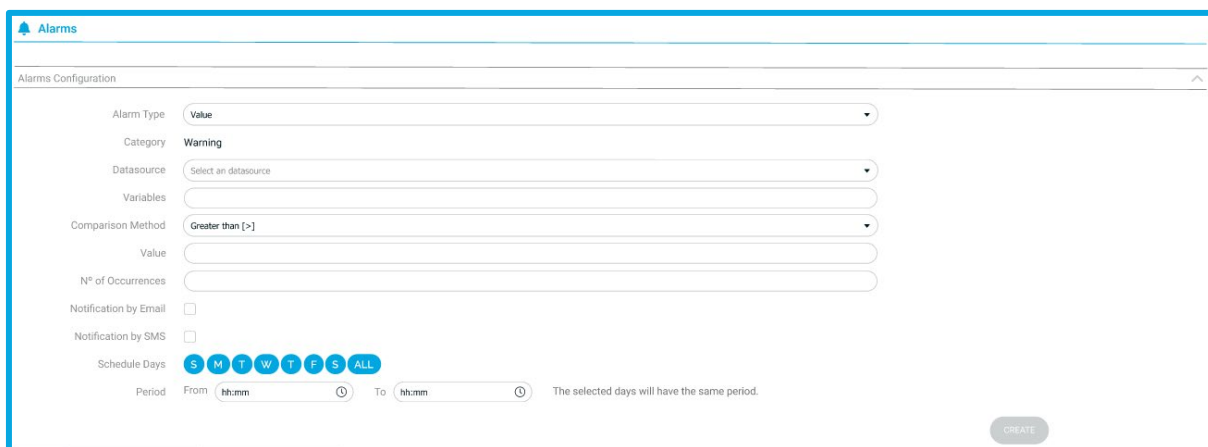 Alarms
Alarms Configuration
Alarm Type Value
Category Warning
Datasource Select an datasource
Variables
Comparison Method Greater than [>]
Value
Nº of Occurrences
Notification by Email
Notification by SMS
Schedule Days S M T W T F S ALL
Period From hh:mm To hh:mm The selected days will have the same period.
CREATE